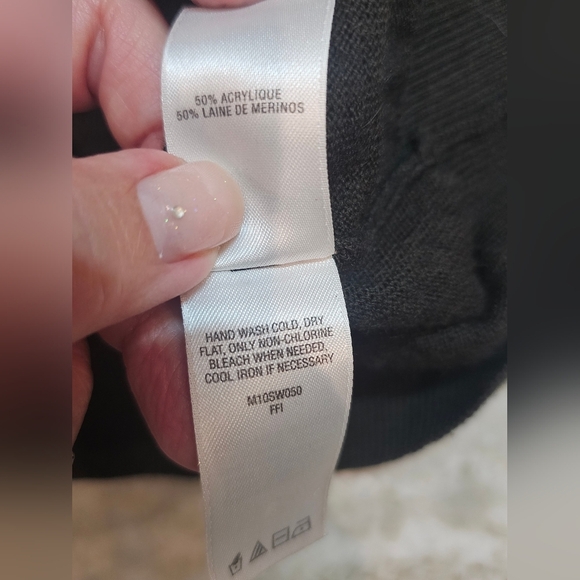 50% ACRYLIQUE
50% LAINE DE MERINOS
HAND WASH COLD, DRY
FLAT, ONLY NON-CHLORINE
BLEACH WHEN NEEDED,
COOL IRON IF NECESSARY
M10SW050
FFI